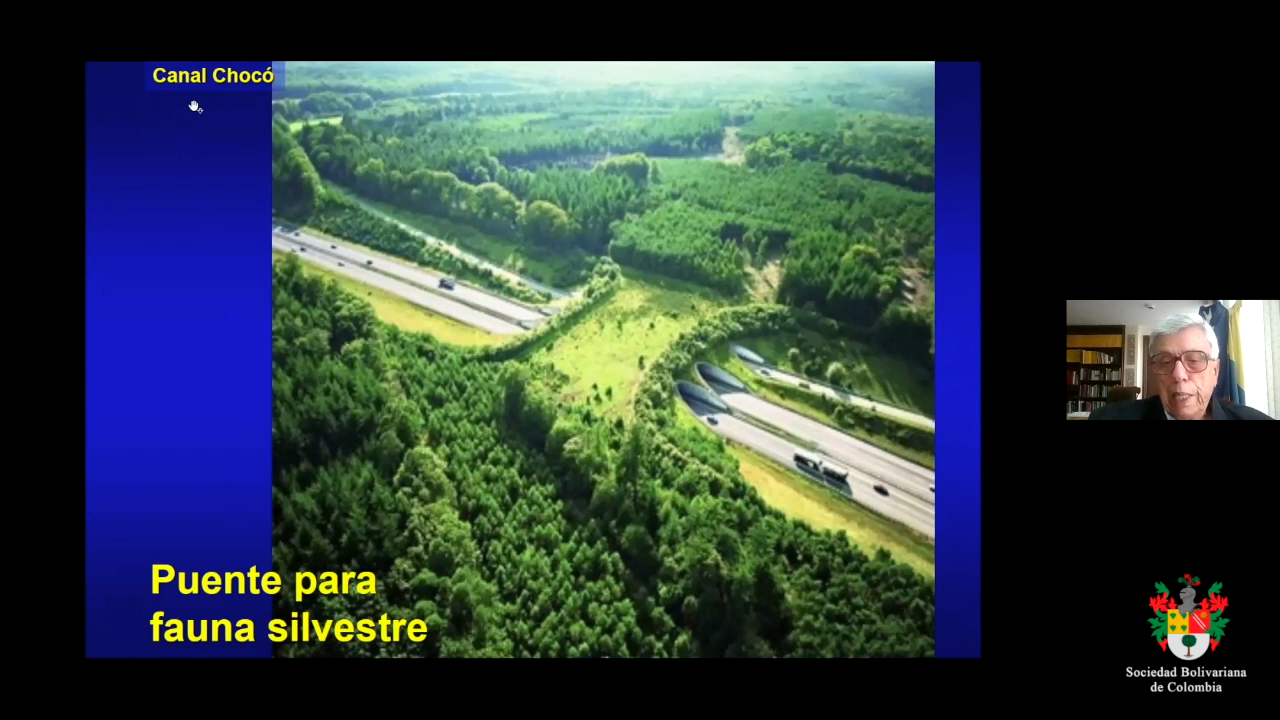 Canal Chocó
Puente para
fauna silvestre
Sociedad Bolivariana
de Colombia